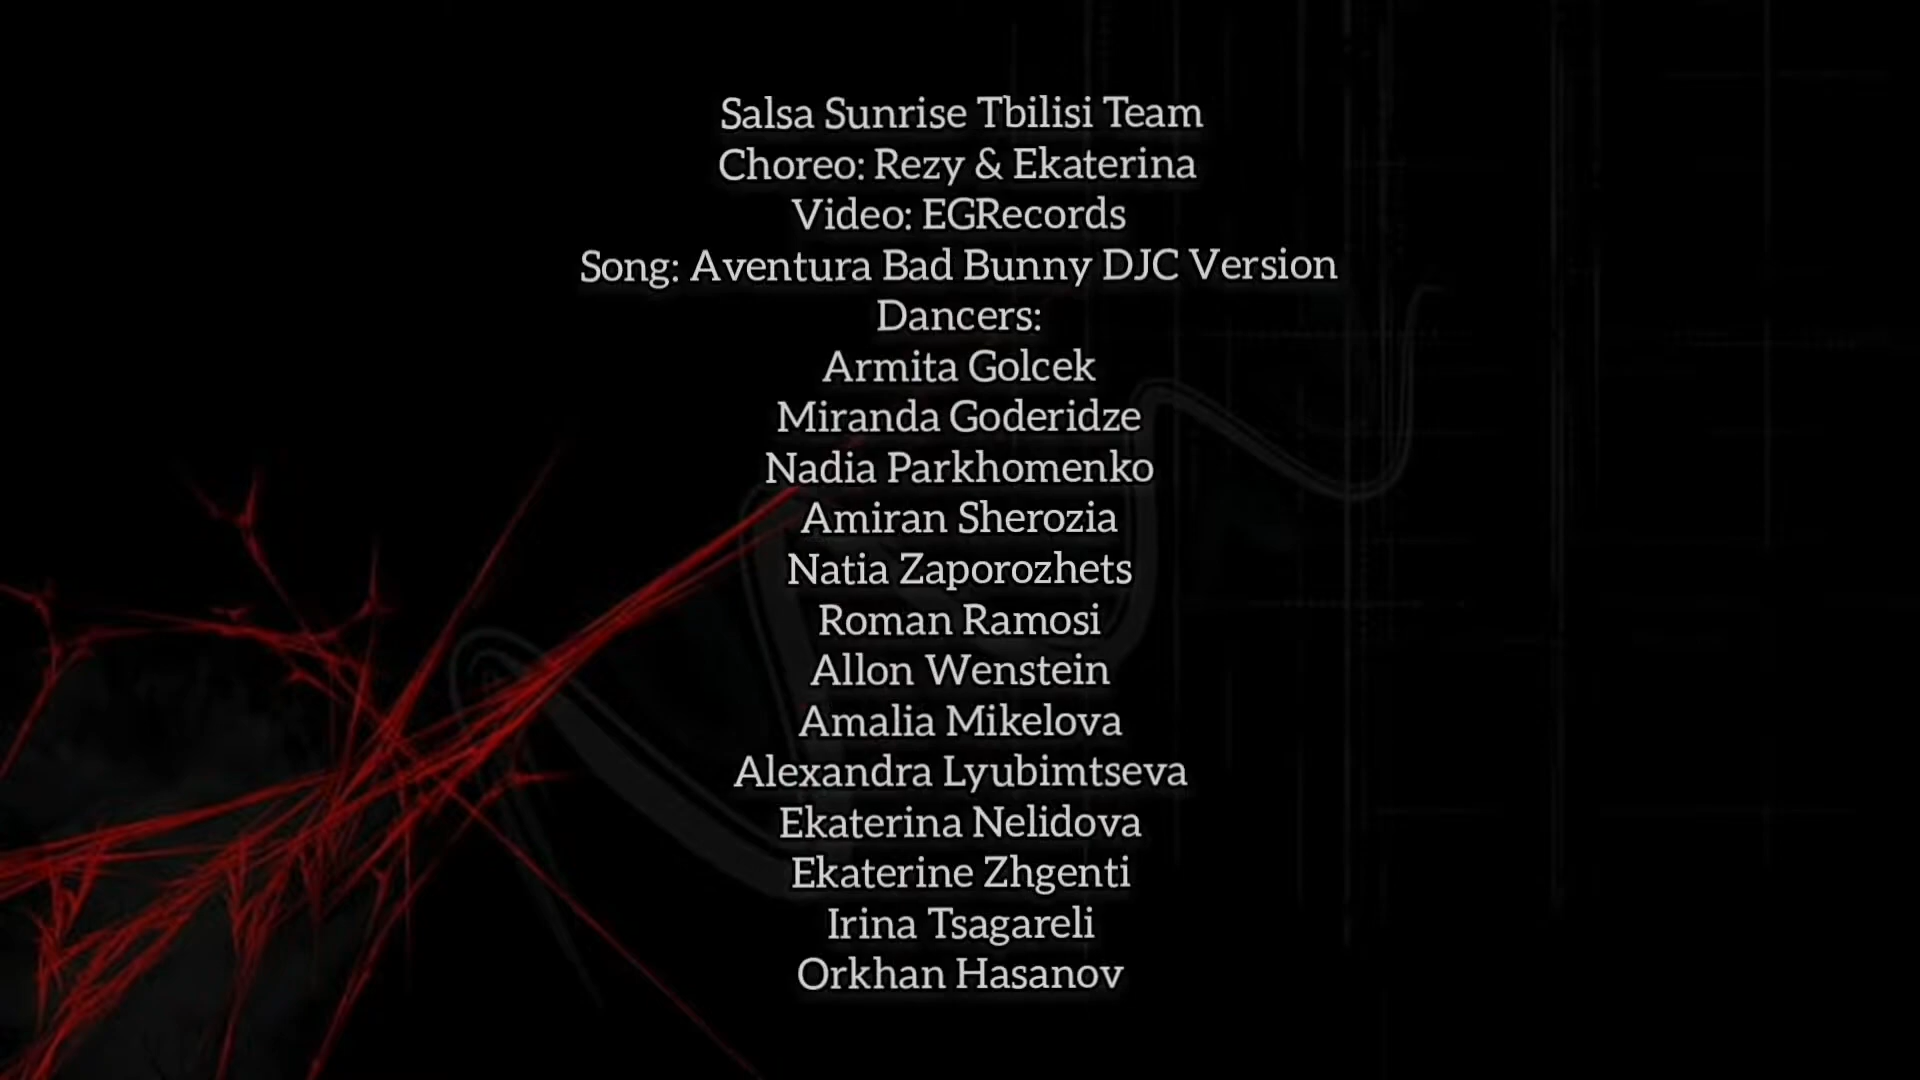 Salsa Sunrise Tbilisi Team
Choreo: Rezy & Ekaterina
Video: EGRecords
Song: Aventura Bad Bunny DJC Version
Dancers:
Armita Golcek
Miranda Goderidze
Nadia Parkhomenko
Amiran Sherozia
Natia Zaporozhets
Roman Ramosi
Allon Wenstein
Amalia Mikelova
Alexandra Lyubimtseva
Ekaterina Nelidova
Ekaterine Zhgenti
Irina Tsagareli
Orkhan Hasanov